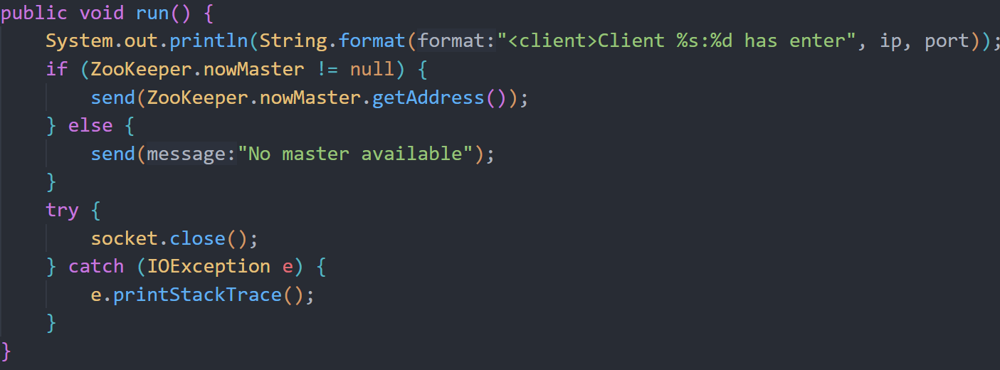 public void run() {
    System.out.println(String.format(format:"<client>Client %s:%d has enter", ip, port));
    if (ZooKeeper.nowMaster != null) {
        send(ZooKeeper.nowMaster.getAddress());
    } else {
        send(message:"No master available");
    }
    try {
        socket.close();
    } catch (IOException e) {
        e.printStackTrace();
    }
}